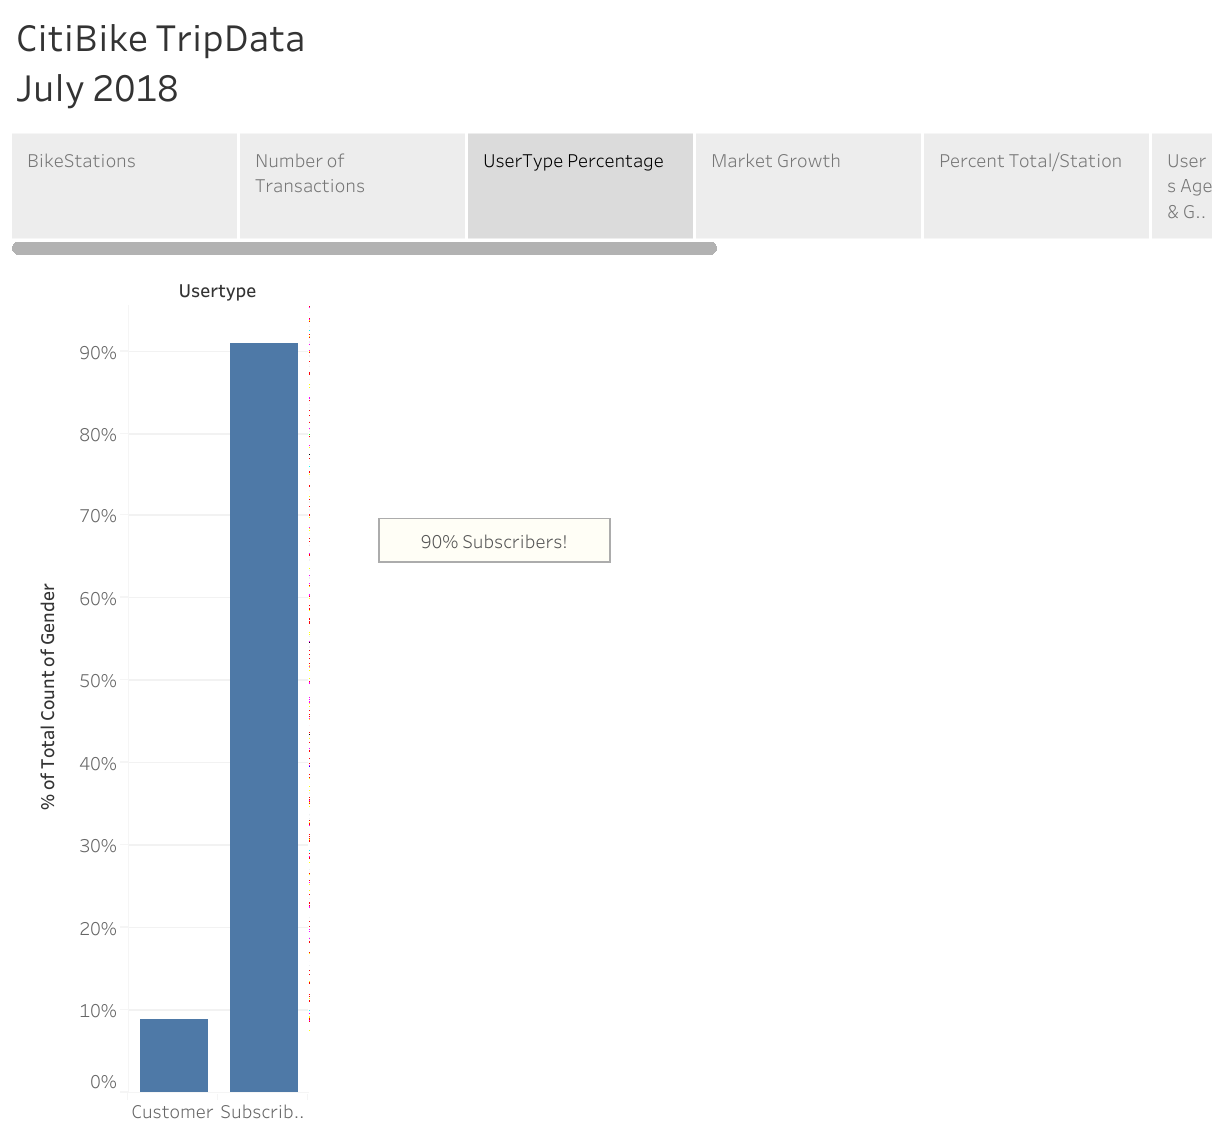 CitiBike TripData
July 2018
BikeStations
Number of
Transactions
UserType Percentage
Market Growth
Percent Total/Station
User
s Age
& G..
Usertype
90%
80%
70%
60%
50%
40%
30%
20%
10%
0%
% of Total Count of Gender
90% Subscribers!
Customer
Subscrib..